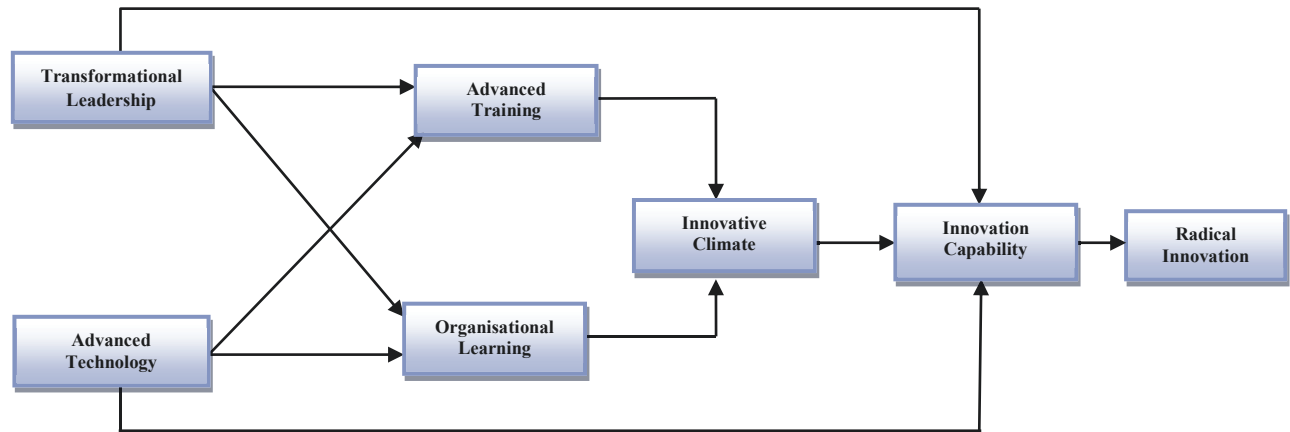 Transformational
Leadership
Advanced
Training
Innovative
Climate
Innovation
Capability
Radical
Innovation
Organisational
Learning
Advanced
Technology